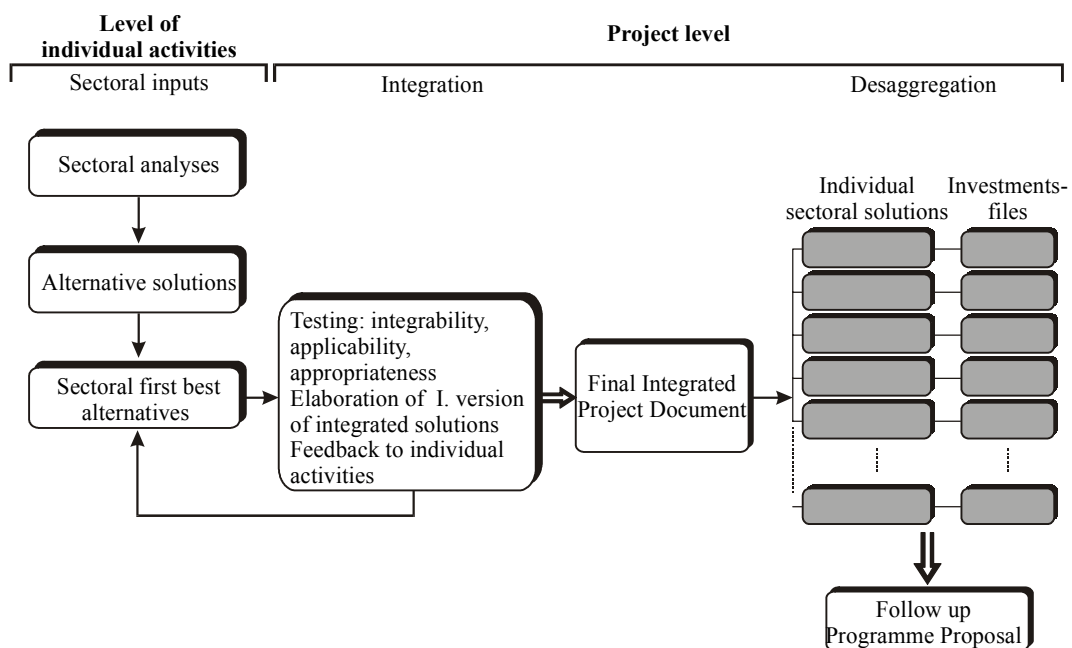 Level of
individual activities
Project level
Sectoral inputs
Integration
Desaggregation
Sectoral analyses
Alternative solutions
Sectoral first best
alternatives
Testing: integrability,
applicability,
appropriateness
Elaboration of I. version
of integrated solutions
Feedback to individual
activities
Final Integrated
Project Document
Individual
sectoral solutions
Investments-
files
Follow up
Programme Proposal